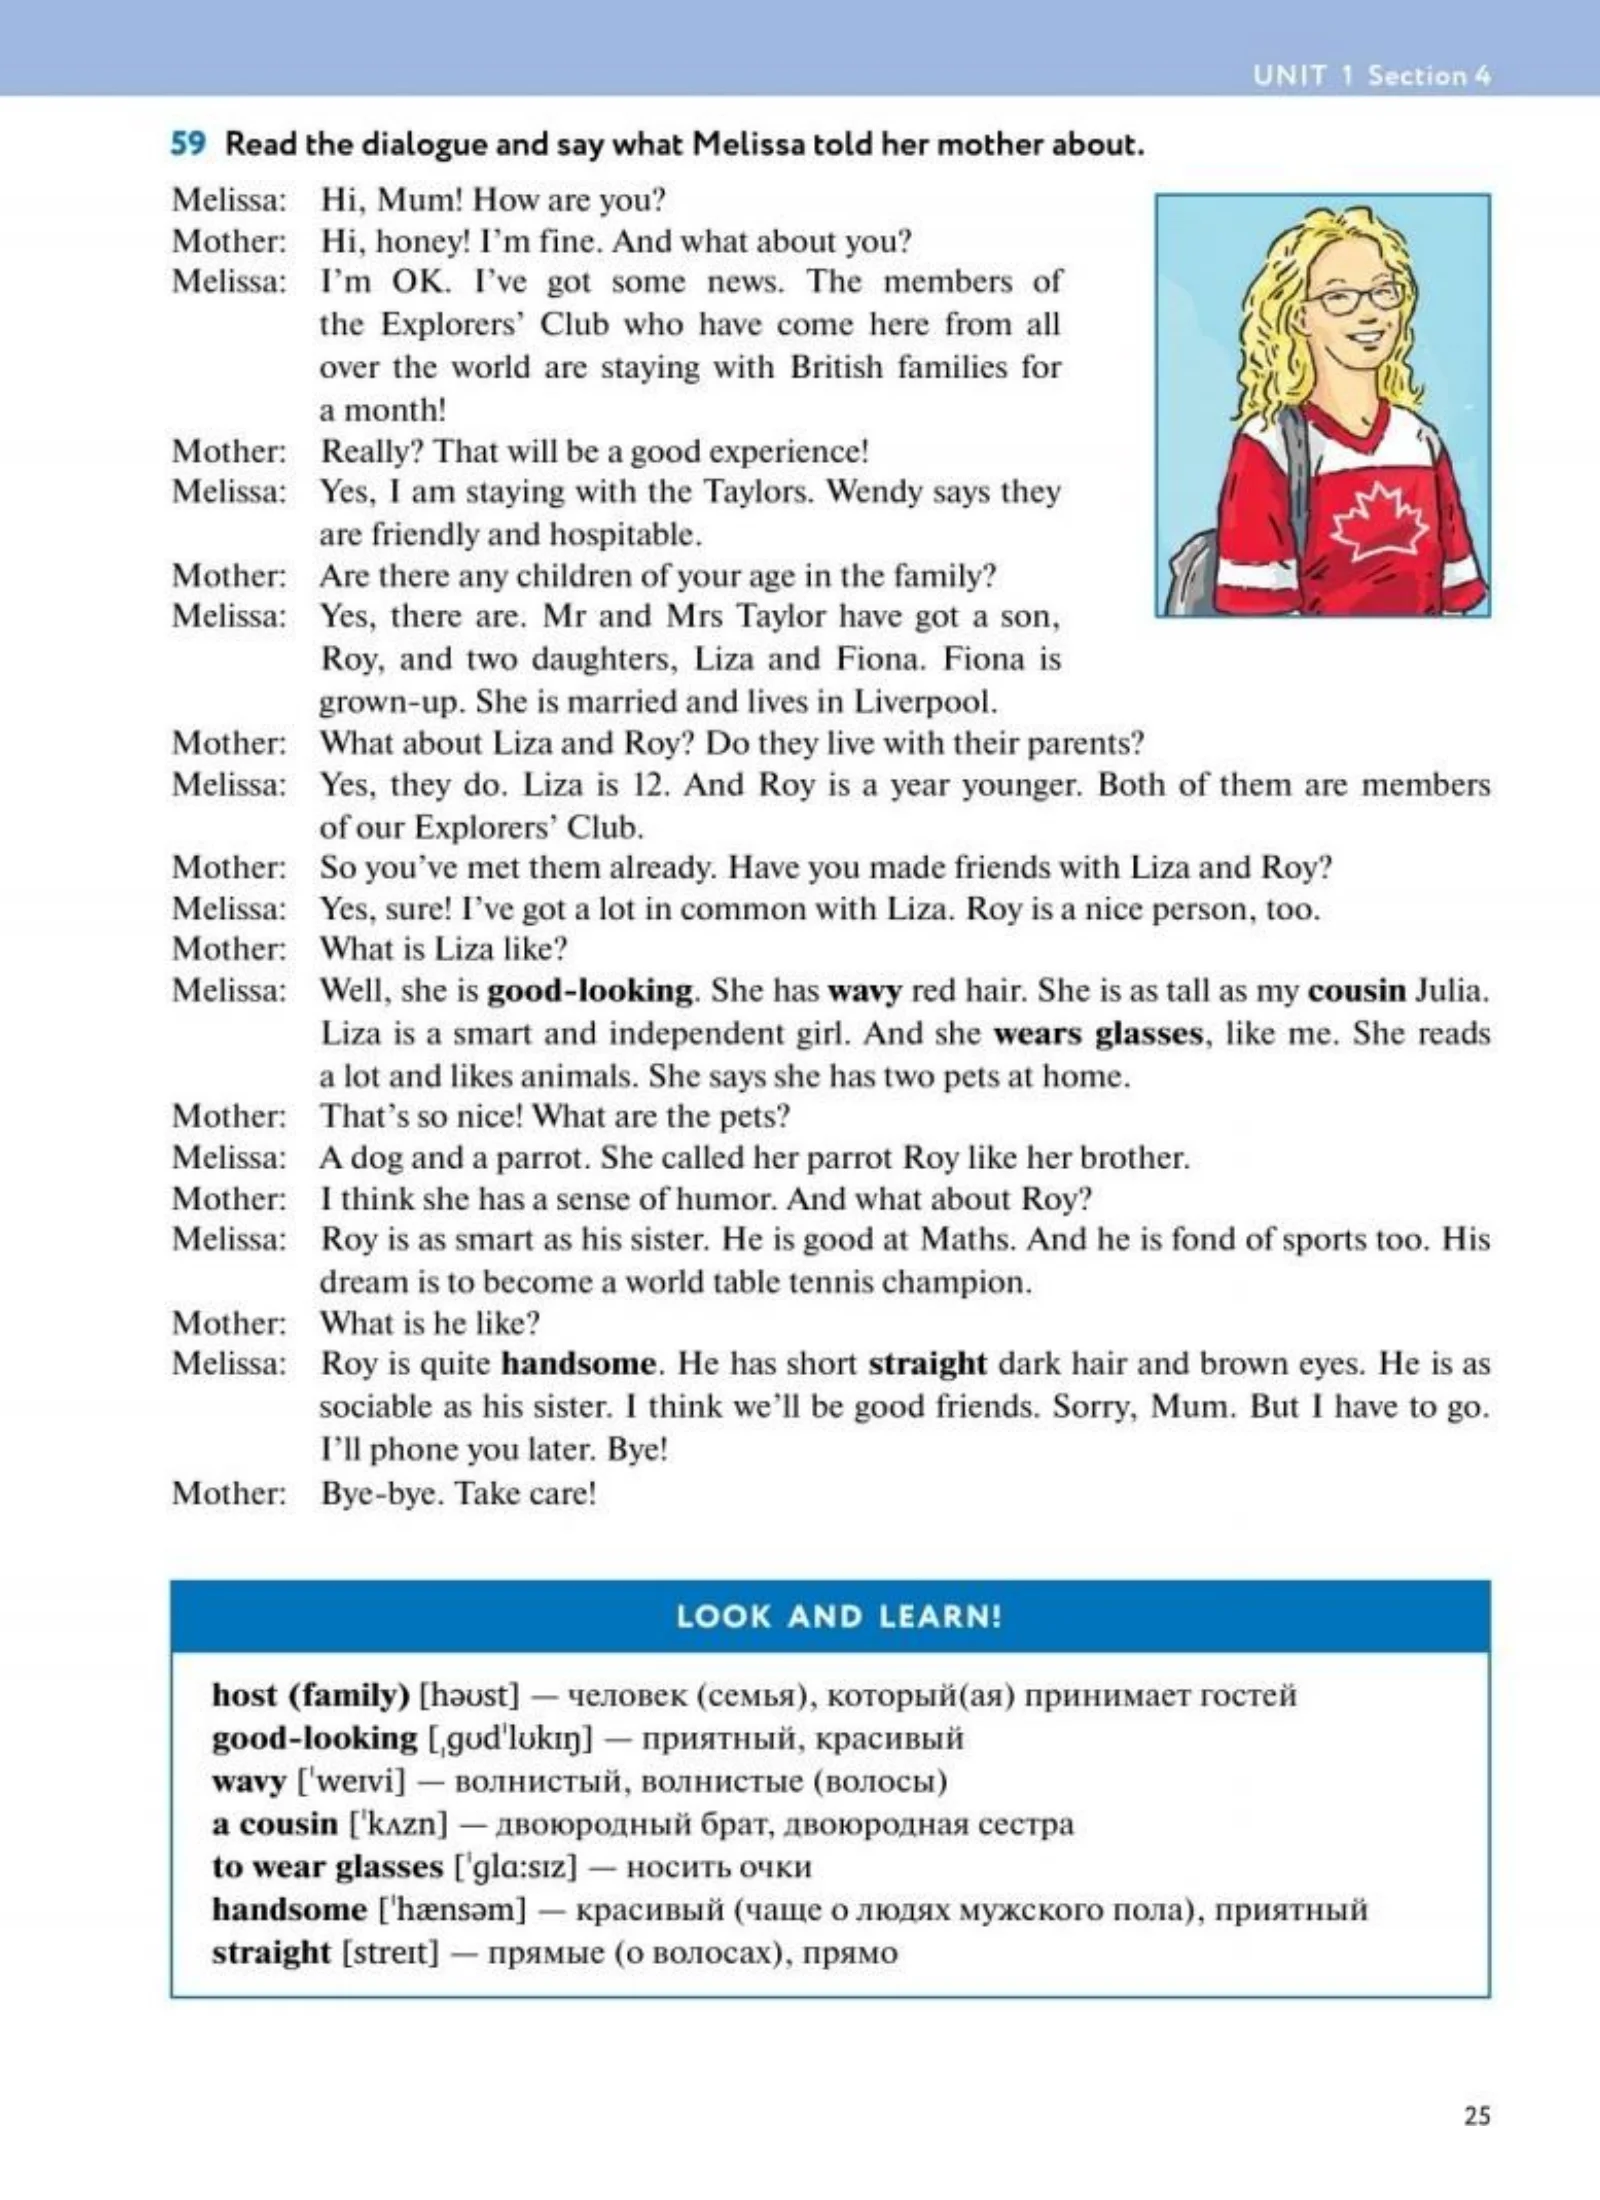 UNIT 1 Section 4
59 Read the dialogue and say what Melissa told her mother about.
Melissa: Hi, Mum! How are you?
Mother: Hi, honey! I'm fine. And what about you?
Melissa: I'm OK. I've got some news. The members of
the Explorers' Club who have come here from all
over the world are staying with British families for
a month!
Mother: Really? That will be a good experience!
Melissa: Yes, I am staying with the Taylors. Wendy says they
are friendly and hospitable.
Mother: Are there any children of your age in the family?
Melissa: Yes, there are. Mr and Mrs Taylor have got a son,
Roy, and two daughters, Liza and Fiona. Fiona is
grown-up. She is married and lives in Liverpool.
Mother: What about Liza and Roy? Do they live with their parents?
Melissa: Yes, they do. Liza is 12. And Roy is a year younger. Both of them are members
of our Explorers' Club.
Mother: So you've met them already. Have you made friends with Liza and Roy?
Melissa: Yes, sure! I've got a lot in common with Liza. Roy is a nice person, too.
Mother: What is Liza like?
Melissa: Well, she is good-looking. She has wavy red hair. She is as tall as my cousin Julia.
Liza is a smart and independent girl. And she wears glasses, like me. She reads
a lot and likes animals. She says she has two pets at home.
Mother: That's so nice! What are the pets?
Melissa: A dog and a parrot. She called her parrot Roy like her brother.
Mother: I think she has a sense of humor. And what about Roy?
Melissa: Roy is as smart as his sister. He is good at Maths. And he is fond of sports too. His
dream is to become a world table tennis champion.
Mother: What is he like?
Melissa: Roy is quite handsome. He has short straight dark hair and brown eyes. He is as
sociable as his sister. I think we'll be good friends. Sorry, Mum. But I have to go.
I'll phone you later. Bye!
Mother: Bye-bye. Take care!
LOOK AND LEARN!
host (family) [həʊst] — человек (семья), который(ая) принимает гостей
good-looking [ˌɡʊdˈlʊkɪŋ] — приятный, красивый
wavy [ˈweɪvi] — волнистый, волнистые (волосы)
a cousin [ˈkʌzn] — двоюродный брат, двоюродная сестра
to wear glasses [ˈɡlɑːsɪz] — носить очки
handsome [ˈhænsəm] — красивый (чаще о людях мужского пола), приятный
straight [streɪt] — прямые (о волосах), прямо
25